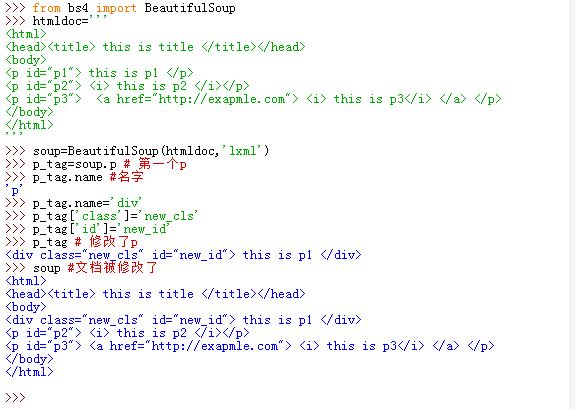 >>> from bs4 import BeautifulSoup
>>> htmldoc='''
<html>
<head><title> this is title </title></head>
<body>
<p id="p1"> this is p1 </p>
<p id="p2"> <i> this is p2 </i></p>
<p id="p3">  <a href="http://exapmle.com"> <i> this is p3</i> </a> </p>
</body>
</html>
'''
>>> soup=BeautifulSoup(htmldoc,'lxml')
>>> p_tag=soup.p # 第一个p
>>> p_tag.name #名字
'p'
>>> p_tag.name='div'
>>> p_tag['class']='new_cls'
>>> p_tag['id']='new_id'
>>> p_tag # 修改了p
<div class="new_cls" id="new_id"> this is p1 </div>
>>> soup #文档被修改了
<html>
<head><title> this is title </title></head>
<body>
<div class="new_cls" id="new_id"> this is p1 </div>
<p id="p2"> <i> this is p2 </i></p>
<p id="p3"> <a href="http://exapmle.com"> <i> this is p3</i> </a> </p>
</body>
</html>
>>>